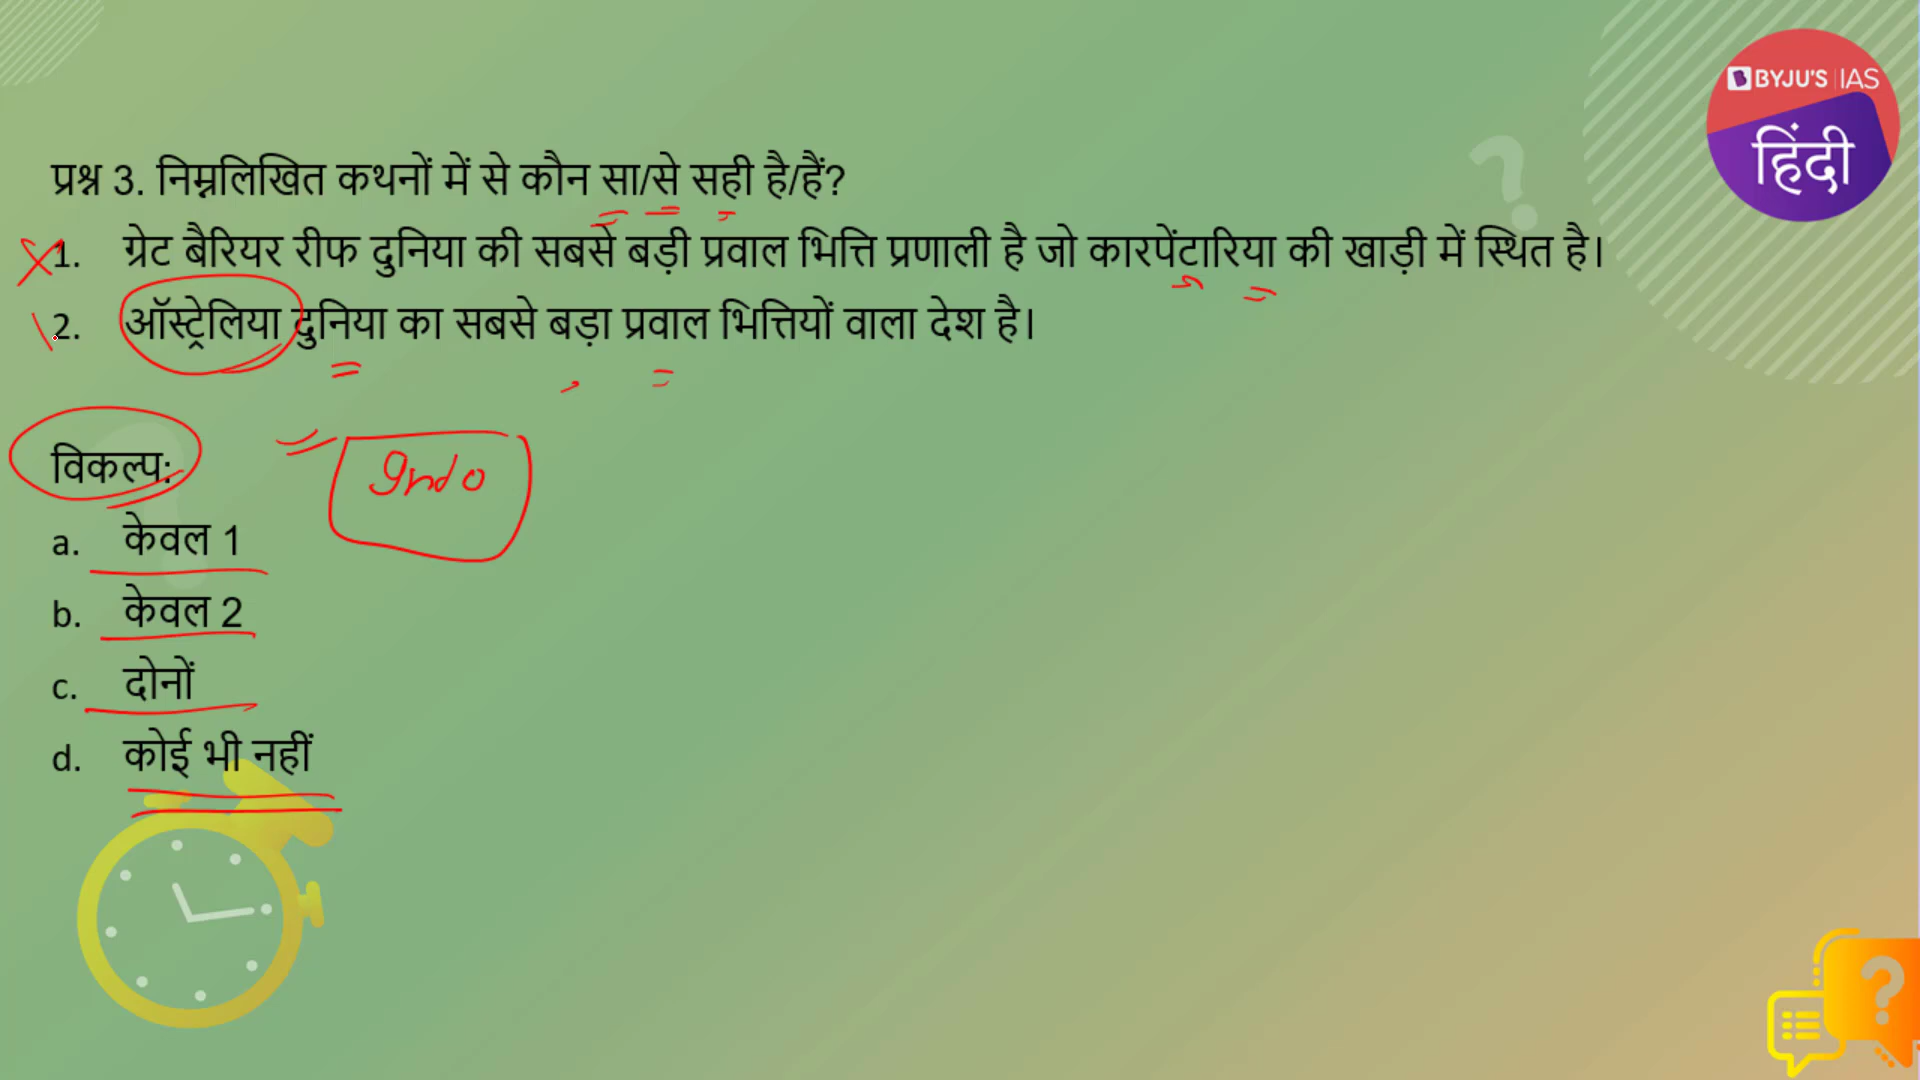 BYJU'S IAS
हिंदी
प्रश्न 3. निम्नलिखित कथनों में से कौन सा/से सही है/हैं?
1. ग्रेट बैरियर रीफ दुनिया की सबसे बड़ी प्रवाल भित्ति प्रणाली है जो कारपेंटारिया की खाड़ी में स्थित है।
2. ऑस्ट्रेलिया दुनिया का सबसे बड़ा प्रवाल भित्तियों वाला देश है।
विकल्प:
Indo
a. केवल 1
b. केवल 2
c. दोनों
d. कोई भी नहीं